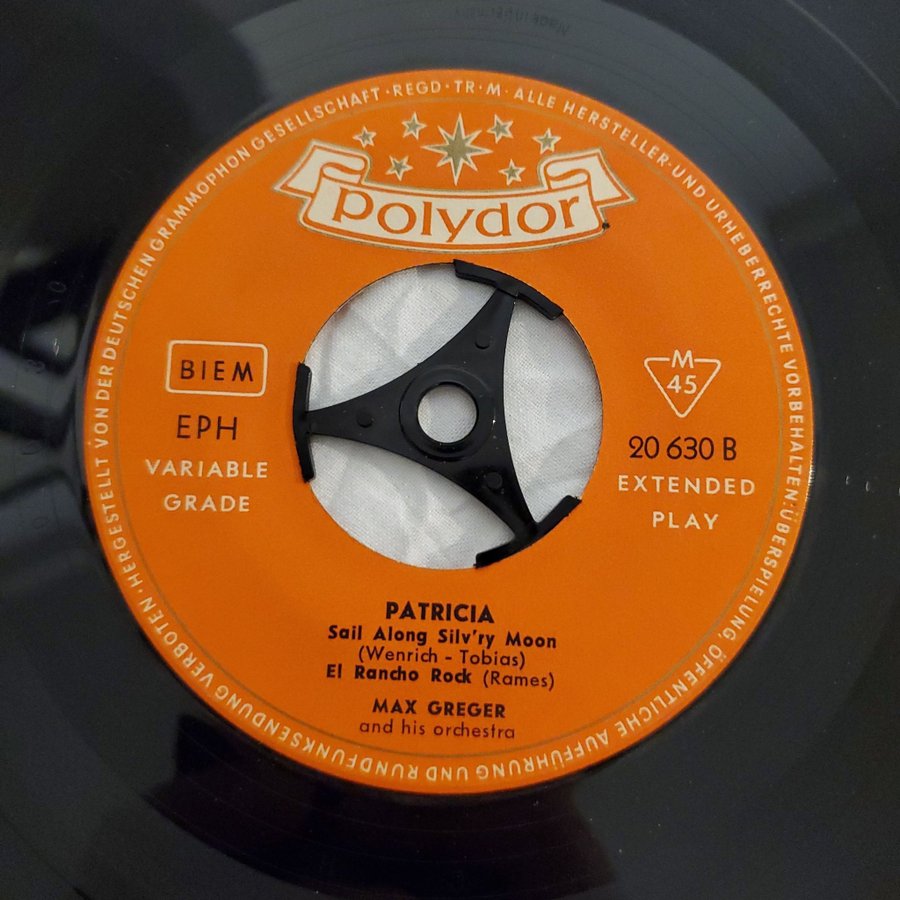 HERGESTELLT VON DER DEUTSCHEN GRAMMOPHON GESELLSCHAFT · REGD · TR · M · ALLE HERSTELLER- UND URHEBERRECHTE VORBEHALTEN · ÜBERSPIELUNG, ÖFFENTLICHE AUFFÜHRUNG UND RUNDFUNKSENDUNG VERBOTEN ·
polydor
BIEM
EPH
VARIABLE
GRADE
M
45
20 630 B
EXTENDED
PLAY
PATRICIA
Sail Along Silv'ry Moon
(Wenrich - Tobias)
El Rancho Rock (Rames)
MAX GREGER
and his orchestra